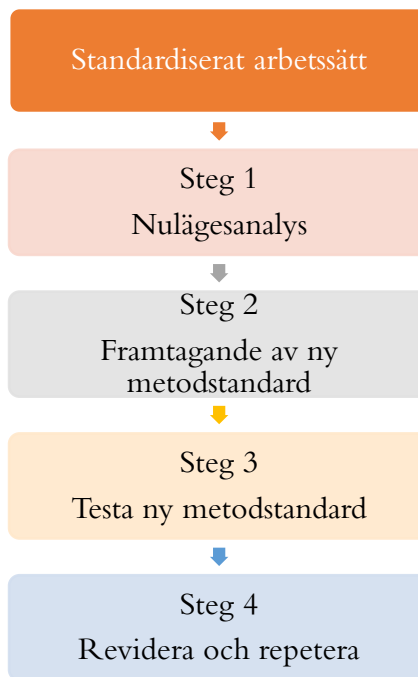 Standardiserat arbetssätt
Steg 1
Nulägesanalys
Steg 2
Framtagande av ny
metodstandard
Steg 3
Testa ny metodstandard
Steg 4
Revidera och repetera